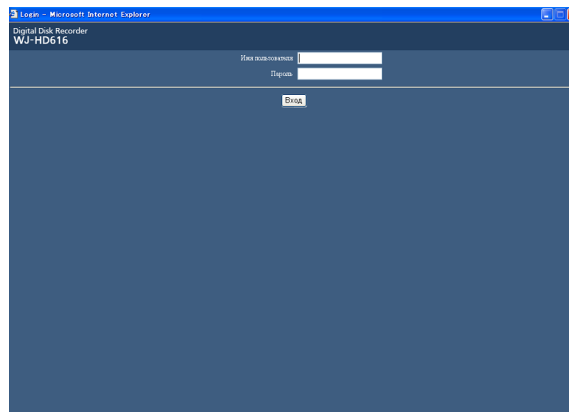 Login - Microsoft Internet Explorer
Digital Disk Recorder
WJ-HD616
Имя пользователя
Пароль
Вход